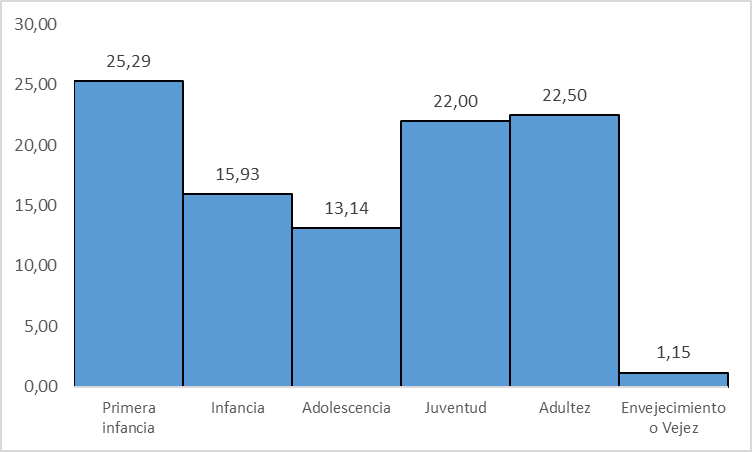 30,00
25,00
20,00
15,00
10,00
5,00
0,00
25,29
15,93
13,14
22,00
22,50
1,15
Primera
infancia
Infancia
Adolescencia
Juventud
Adultez
Envejecimiento
o Vejez